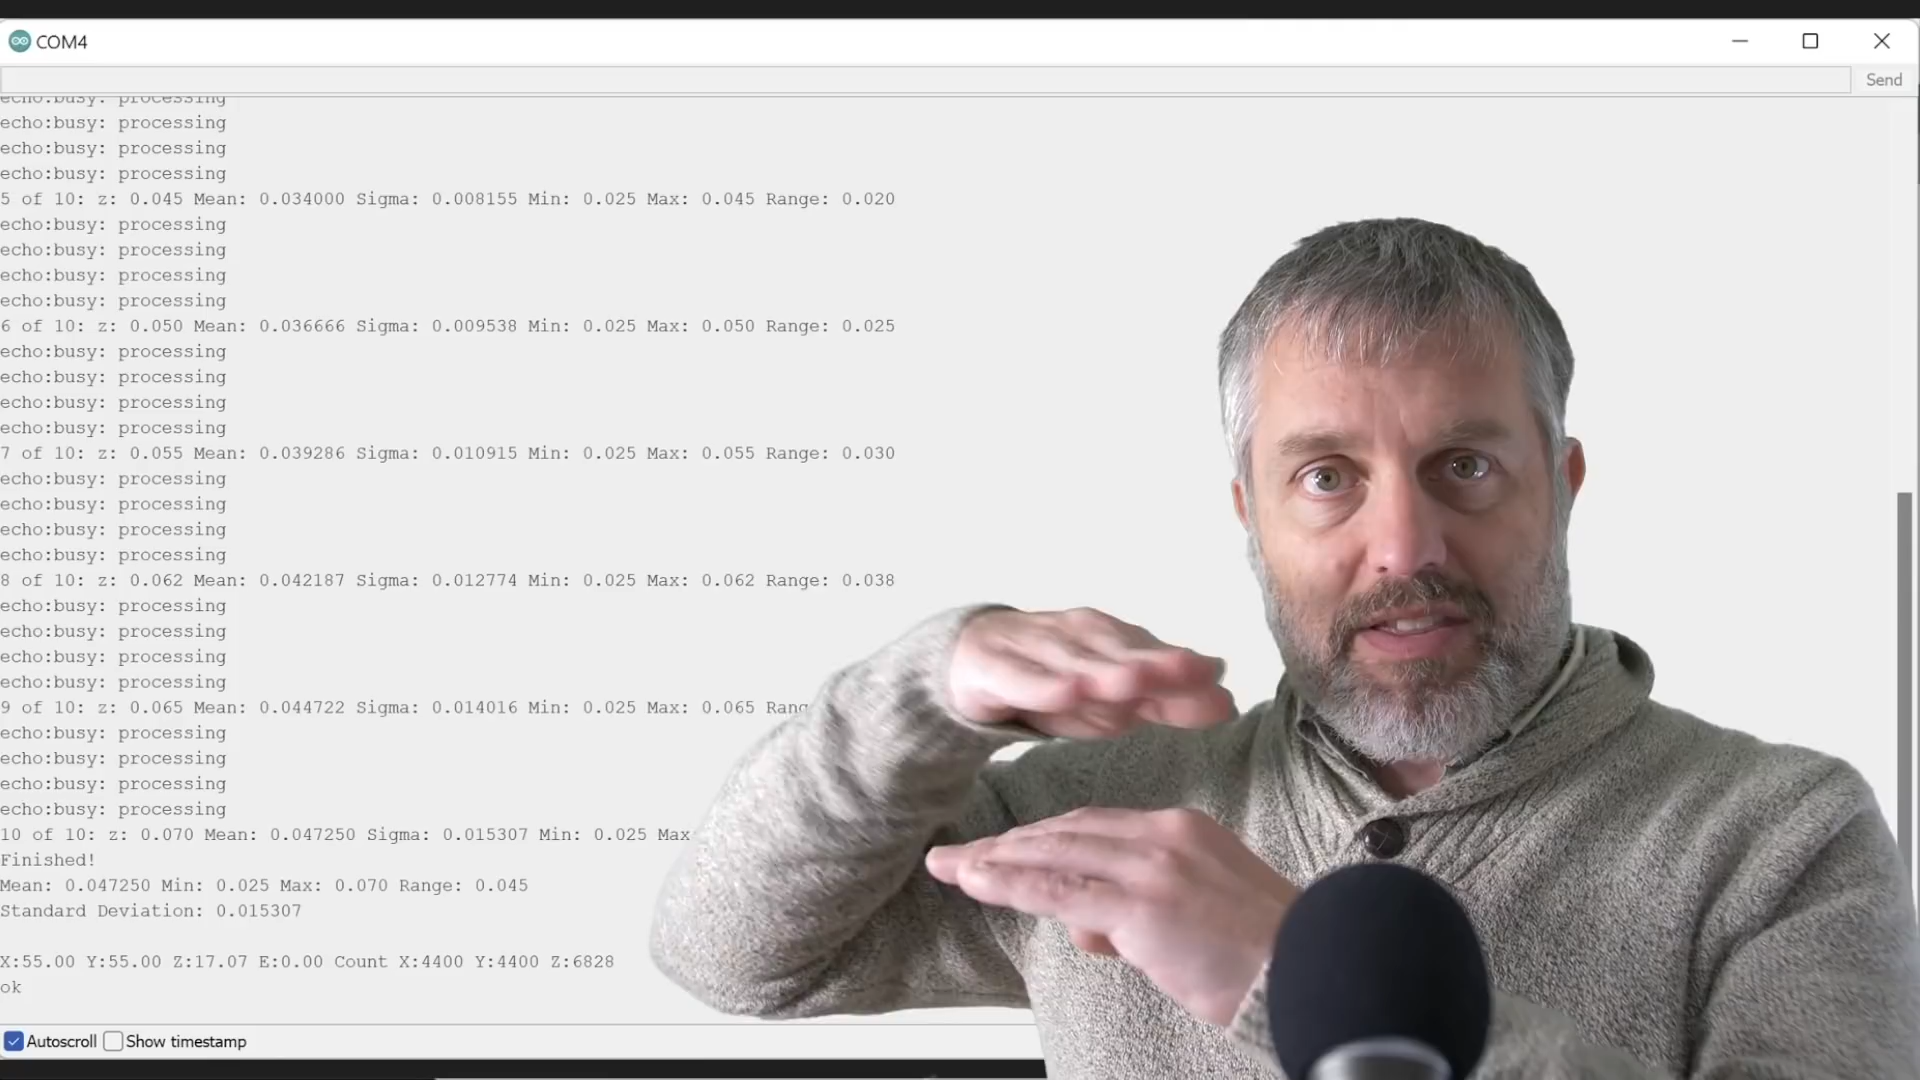 COM4
Send
echo:busy: processing
echo:busy: processing
echo:busy: processing
echo:busy: processing
5 of 10: z: 0.045 Mean: 0.034000 Sigma: 0.008155 Min: 0.025 Max: 0.045 Range: 0.020
echo:busy: processing
echo:busy: processing
echo:busy: processing
echo:busy: processing
6 of 10: z: 0.050 Mean: 0.036666 Sigma: 0.009538 Min: 0.025 Max: 0.050 Range: 0.025
echo:busy: processing
echo:busy: processing
echo:busy: processing
echo:busy: processing
7 of 10: z: 0.055 Mean: 0.039286 Sigma: 0.010915 Min: 0.025 Max: 0.055 Range: 0.030
echo:busy: processing
echo:busy: processing
echo:busy: processing
echo:busy: processing
8 of 10: z: 0.062 Mean: 0.042187 Sigma: 0.012774 Min: 0.025 Max: 0.062 Range: 0.038
echo:busy: processing
echo:busy: processing
echo:busy: processing
echo:busy: processing
9 of 10: z: 0.065 Mean: 0.044722 Sigma: 0.014016 Min: 0.025 Max: 0.065 Rang
echo:busy: processing
echo:busy: processing
echo:busy: processing
echo:busy: processing
10 of 10: z: 0.070 Mean: 0.047250 Sigma: 0.015307 Min: 0.025 Max
Finished!
Mean: 0.047250 Min: 0.025 Max: 0.070 Range: 0.045
Standard Deviation: 0.015307
X:55.00 Y:55.00 Z:17.07 E:0.00 Count X:4400 Y:4400 Z:6828
ok
Autoscroll Show timestamp